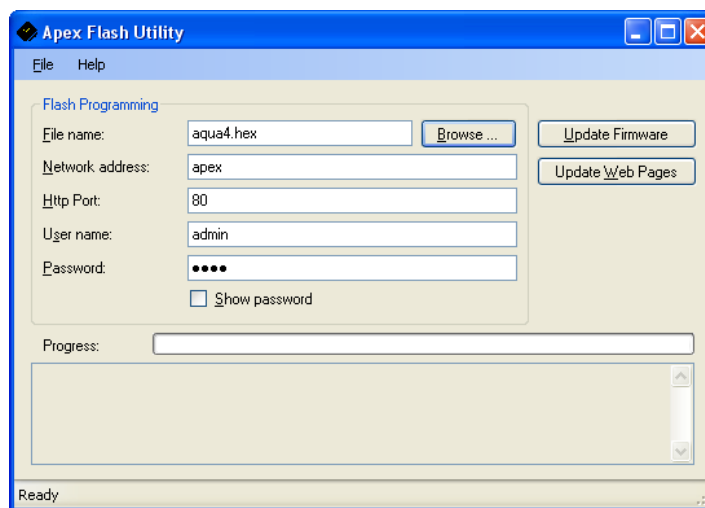 Apex Flash Utility
File Help
Flash Programming
File name: aqua4.hex Browse ... Update Firmware
Network address: apex Update Web Pages
Http Port: 80
User name: admin
Password: ●●●●
Show password
Progress:
Ready